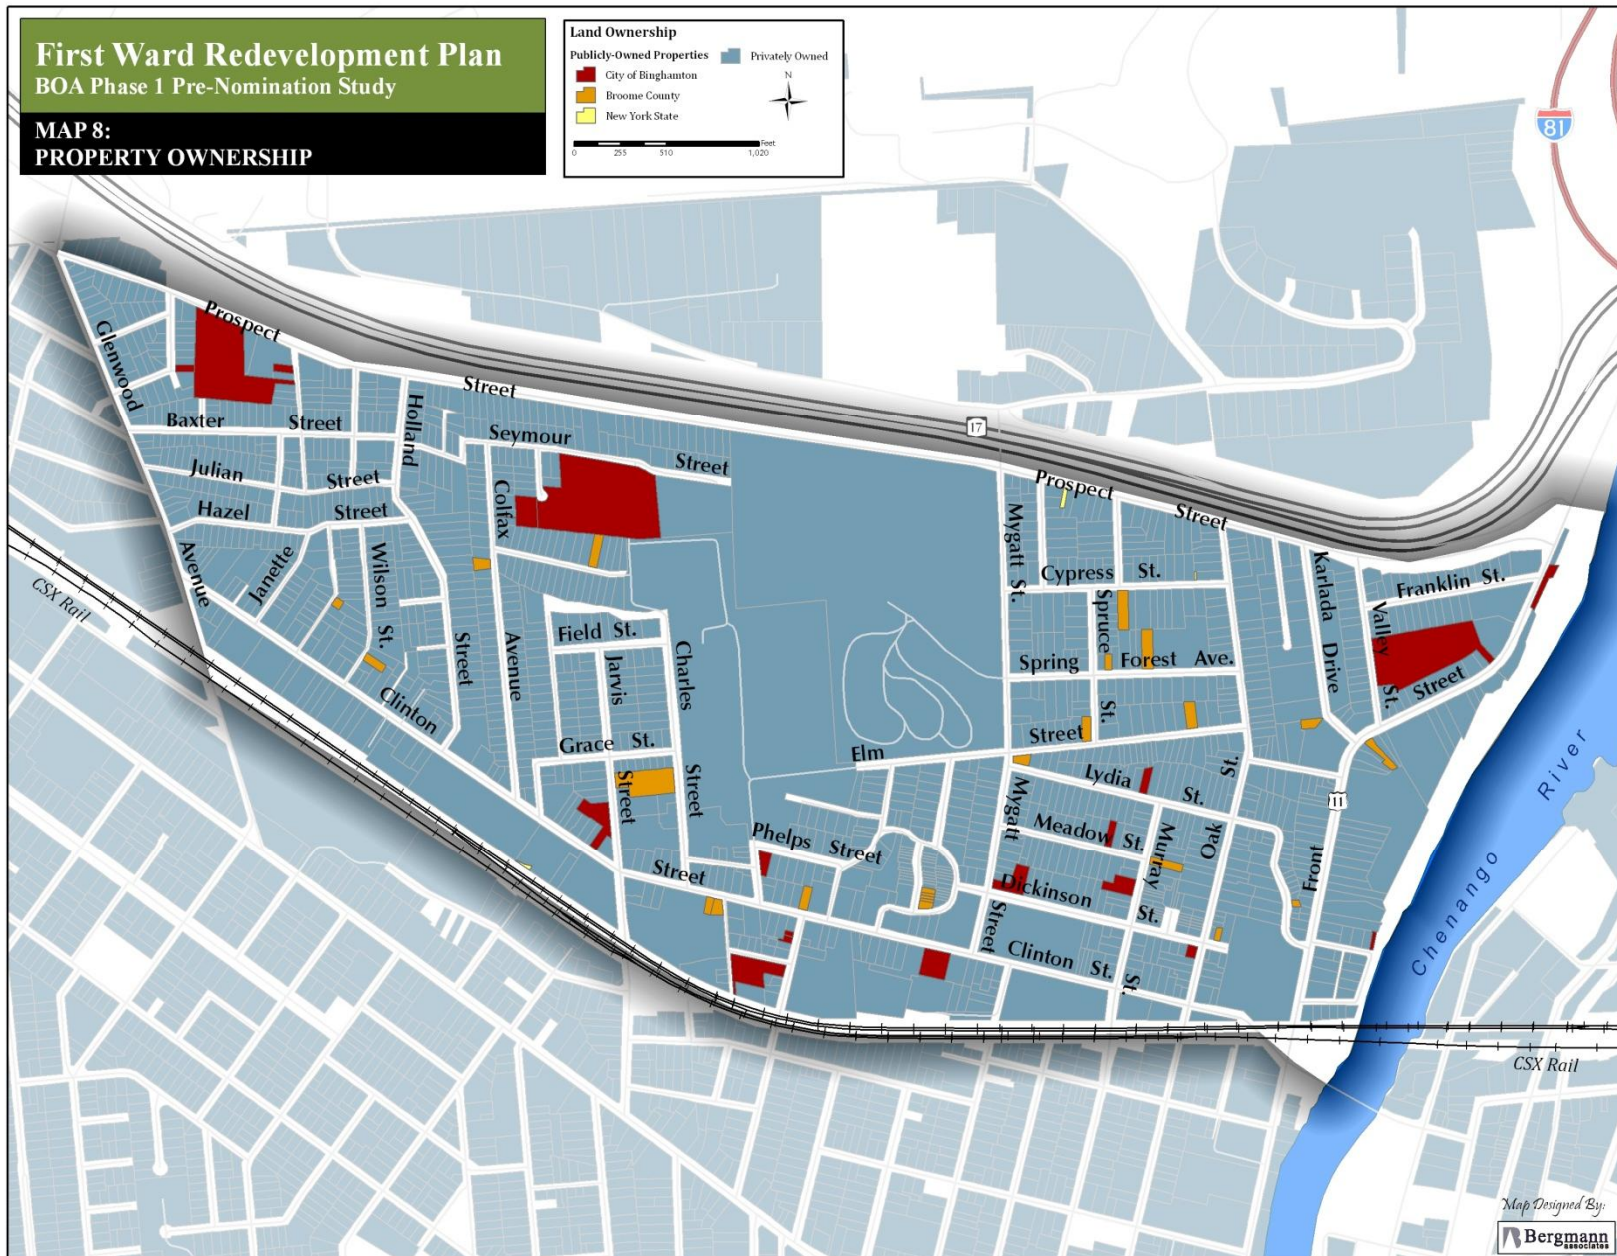 First Ward Redevelopment Plan
BOA Phase 1 Pre-Nomination Study
MAP 8:
PROPERTY OWNERSHIP
Land Ownership
Publicly-Owned Properties
Privately Owned
City of Binghamton
Broome County
New York State
N
Feet
0 255 510 1,020
81
17
Prospect
Street
Glenwood
Avenue
Baxter Street
Holland
Street
Seymour Street
Julian Street
Hazel Street
Colfax
Avenue
Janette
Wilson
St.
CSX Rail
Clinton
Field St.
Jarvis
Street
Charles
Street
Grace St.
Street
Prospect
Street
Mygatt St.
Cypress St.
Spruce
St.
Spring Forest Ave.
Karlada
Drive
Franklin St.
Valley
St.
Street
Elm Street
Lydia St.
Oak
St.
11
Mygatt
Street
Meadow St.
Murray
St.
Phelps Street
Dickinson St.
Clinton St.
Front
Chenango River
CSX Rail
Map Designed By:
Bergmann
associates